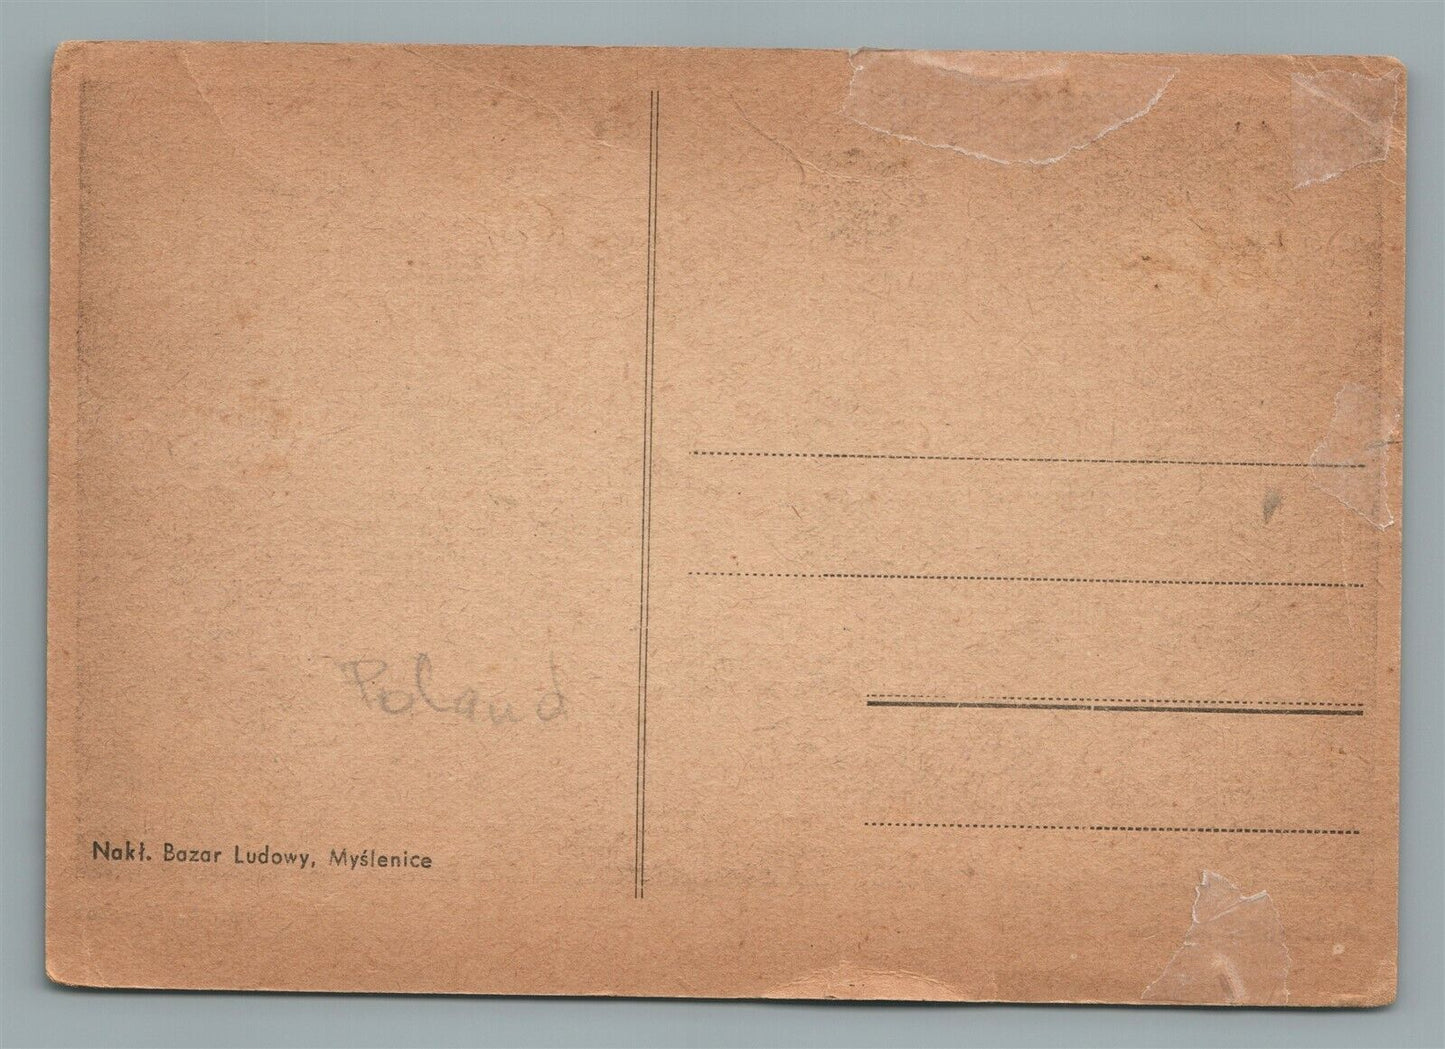 Poland
Nakł. Bazar Ludowy, Myślenice